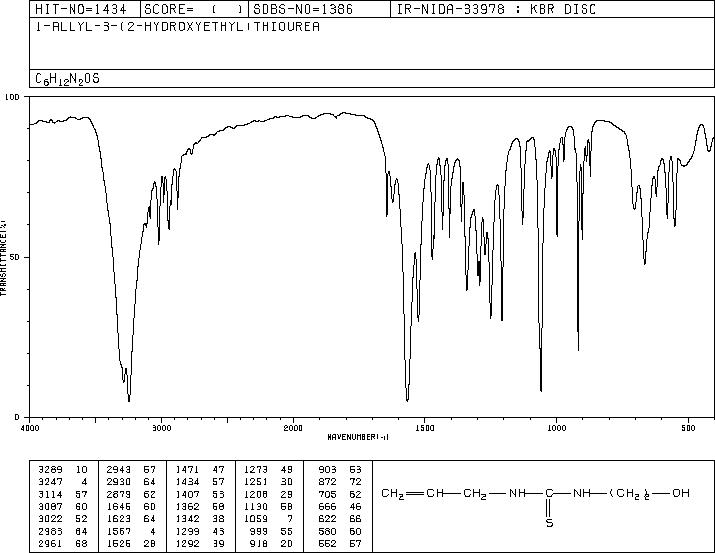 HIT-NO=1434 SCORE= ( ) SDBS-NO=1386 IR-NIDA-33978 : KBR DISC
1-ALLYL-3-(2-HYDROXYETHYL)THIOUREA
C6H12N2OS
100
50
0
TRANSMITTANCE(%)
4000 3000 2000 1500 1000 500
WAVENUMBER(-1)
3289 10 2943 57 1471 47 1273 49 903 53
3247 4 2930 64 1434 57 1251 30 872 72
3114 57 2879 62 1407 53 1208 29 705 62
3087 60 1646 60 1362 58 1130 58 666 46
3022 52 1623 64 1342 38 1059 7 622 66
2983 64 1567 4 1299 43 999 55 580 60
2961 68 1526 28 1292 39 918 20 552 57
CH2=CH—CH2—NH—C—NH—(CH2)2—OH
S